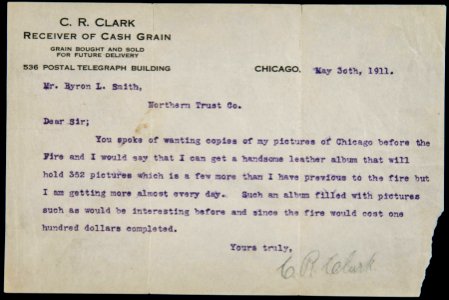 C. R. CLARK
RECEIVER OF CASH GRAIN
GRAIN BOUGHT AND SOLD
FOR FUTURE DELIVERY
536 POSTAL TELEGRAPH BUILDING CHICAGO. May 30th, 1911.
Mr. Byron L. Smith,
Northern Trust Co.
Dear Sir;
You spoke of wanting copies of my pictures of Chicago before the
Fire and I would say that I can get a handsome leather album that will
hold 352 pictures which is a few more than I have previous to the fire but
I am getting more almost every day. Such an album filled with pictures
such as would be interesting before and since the fire would cost one
hundred dollars completed.
Yours truly,
C. R. Clark